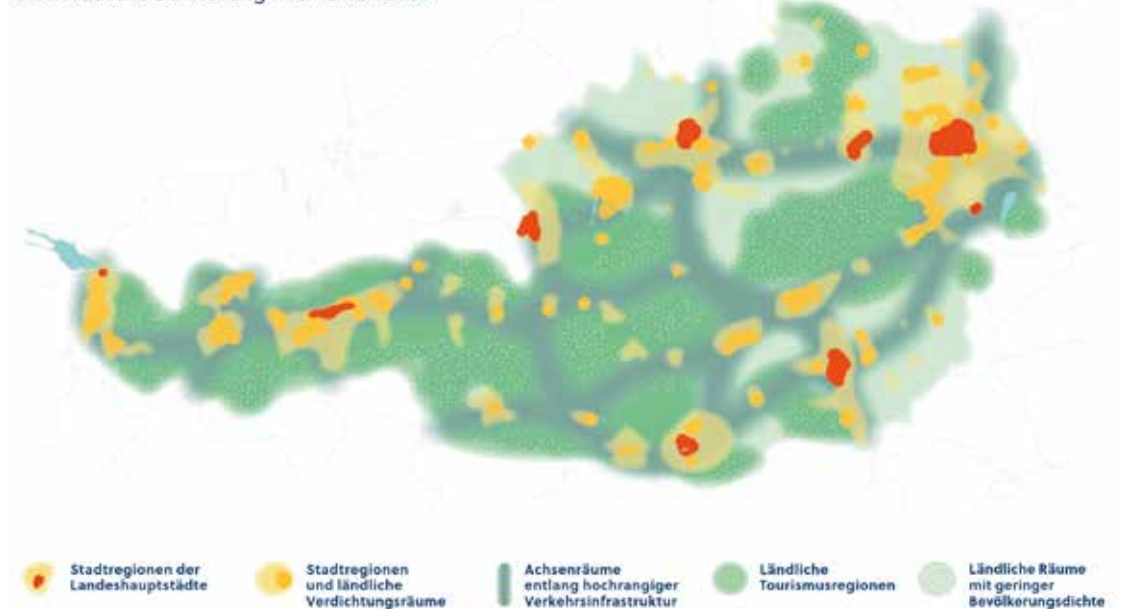 Stadtregionen der
Landeshauptstädte
Stadtregionen
und ländliche
Verdichtungsräume
Achsenräume
entlang hochrangiger
Verkehrsinfrastruktur
Ländliche
Tourismusregionen
Ländliche Räume
mit geringer
Bevölkerungsdichte